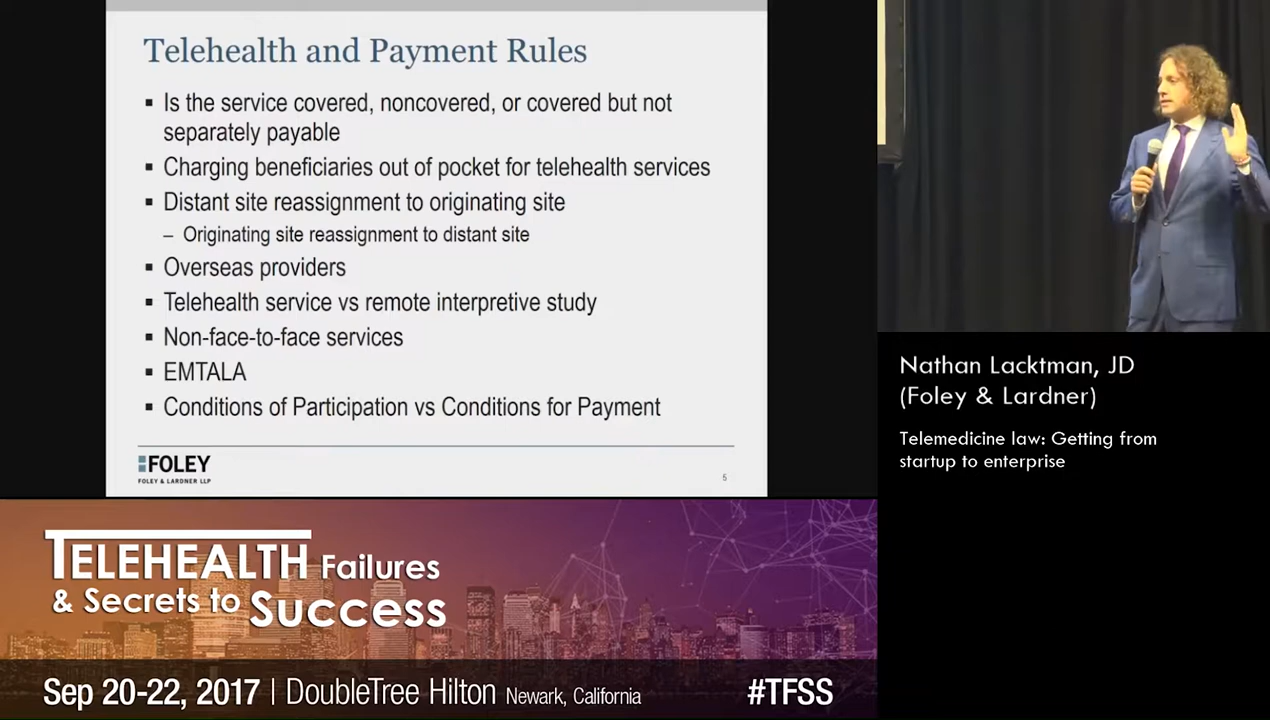 Telehealth and Payment Rules
▪ Is the service covered, noncovered, or covered but not
separately payable
▪ Charging beneficiaries out of pocket for telehealth services
▪ Distant site reassignment to originating site
– Originating site reassignment to distant site
▪ Overseas providers
▪ Telehealth service vs remote interpretive study
▪ Non-face-to-face services
▪ EMTALA
▪ Conditions of Participation vs Conditions for Payment
FOLEY
FOLEY & LARDNER LLP
5
Nathan Lacktman, JD
(Foley & Lardner)
Telemedicine law: Getting from
startup to enterprise
TELEHEALTH Failures
& Secrets to Success
Sep 20-22, 2017 | DoubleTree Hilton Newark, California
#TFSS